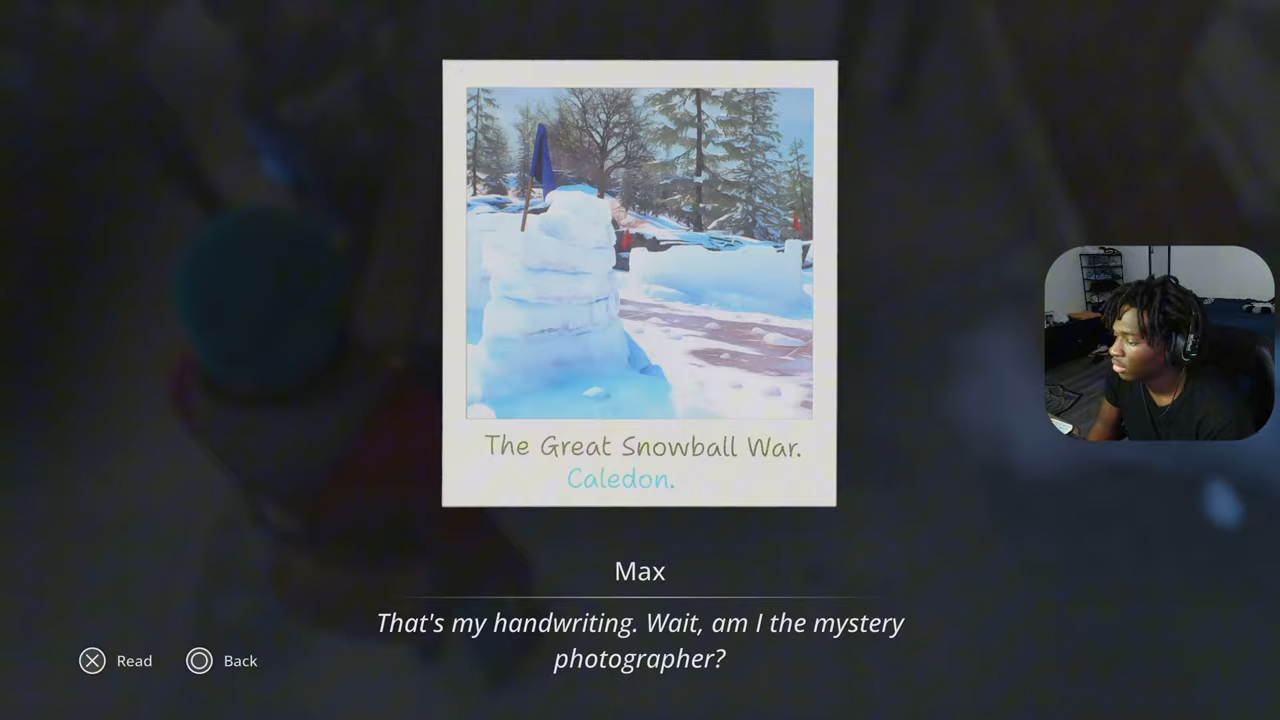 The Great Snowball War.
Caledon.
Max
That's my handwriting. Wait, am I the mystery
photographer?
Read
Back